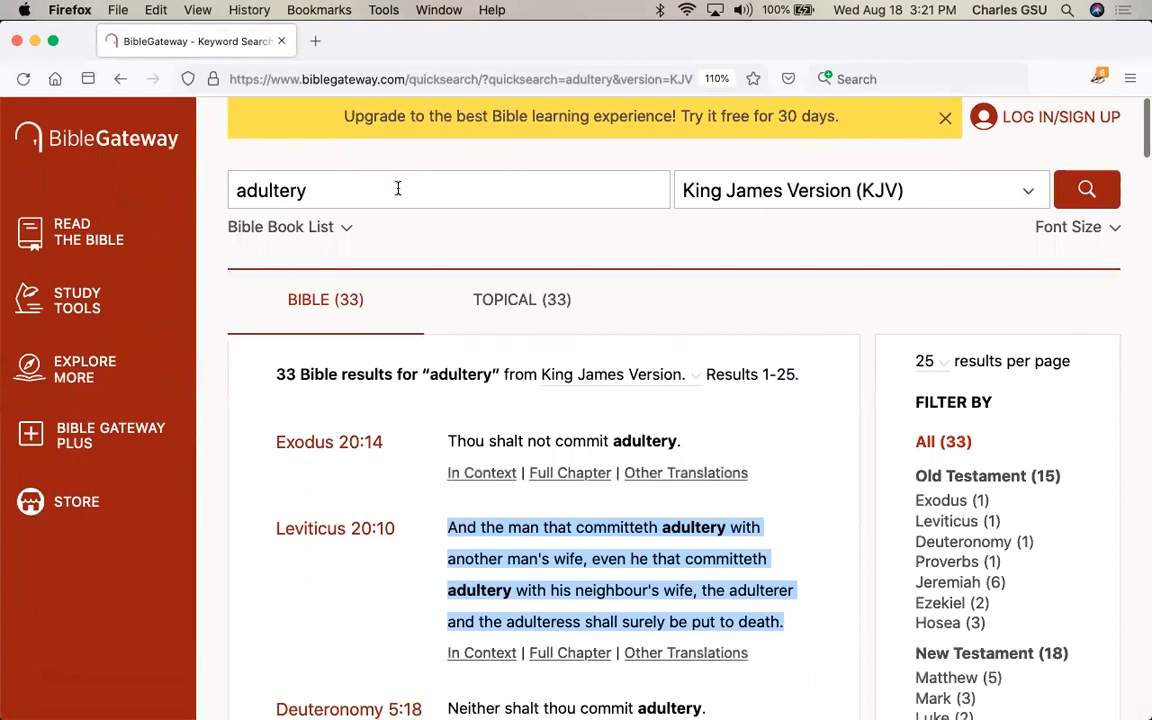 Firefox File Edit View History Bookmarks Tools Window Help 100% Wed Aug 18 3:21 PM Charles GSU
BibleGateway - Keyword Search
https://www.biblegateway.com/quicksearch/?quicksearch=adultery&version=KJV 110% Search 6
Upgrade to the best Bible learning experience! Try it free for 30 days.
LOG IN/SIGN UP
BibleGateway
adultery
King James Version (KJV)
Bible Book List
Font Size
READ
THE BIBLE
STUDY
TOOLS
EXPLORE
MORE
BIBLE GATEWAY
PLUS
STORE
BIBLE (33)
TOPICAL (33)
33 Bible results for “adultery” from King James Version. Results 1-25.
Exodus 20:14
Thou shalt not commit adultery.
In Context | Full Chapter | Other Translations
Leviticus 20:10
And the man that committeth adultery with
another man's wife, even he that committeth
adultery with his neighbour's wife, the adulterer
and the adulteress shall surely be put to death.
In Context | Full Chapter | Other Translations
Deuteronomy 5:18
Neither shalt thou commit adultery.
25 results per page
FILTER BY
All (33)
Old Testament (15)
Exodus (1)
Leviticus (1)
Deuteronomy (1)
Proverbs (1)
Jeremiah (6)
Ezekiel (2)
Hosea (3)
New Testament (18)
Matthew (5)
Mark (3)
Luke (2)